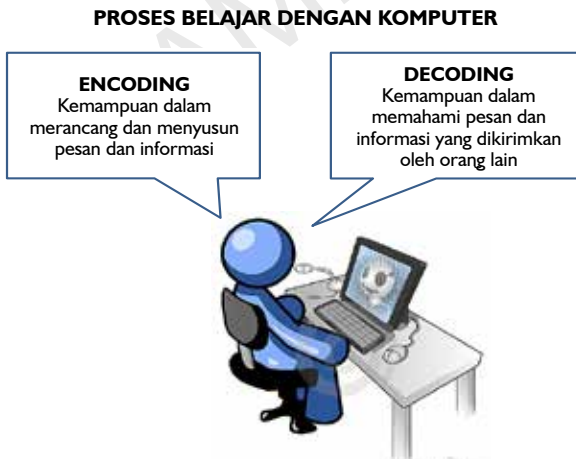 PROSES BELAJAR DENGAN KOMPUTER
ENCODING
Kemampuan dalam
merancang dan menyusun
pesan dan informasi
DECODING
Kemampuan dalam
memahami pesan dan
informasi yang dikirimkan
oleh orang lain